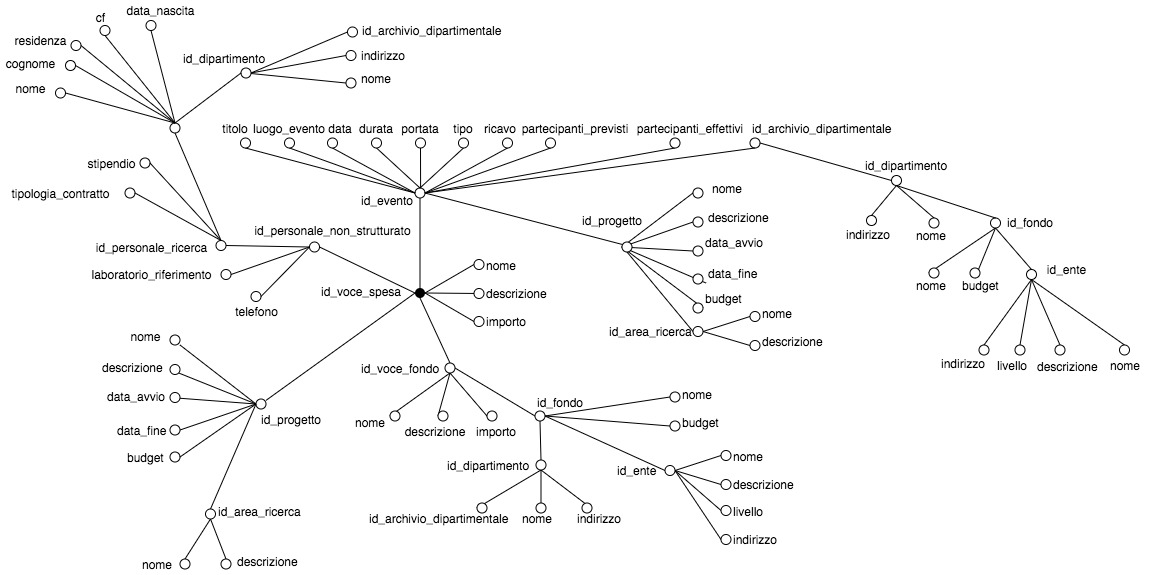 data_nascita
cf
residenza
cognome
nome
id_dipartimento
id_archivio_dipartimentale
indirizzo
nome
titolo luogo_evento data durata portata tipo ricavo partecipanti_previsti partecipanti_effettivi id_archivio_dipartimentale
stipendio
tipologia_contratto
id_personale_ricerca
id_personale_non_strutturato
laboratorio_riferimento
telefono
id_evento
id_voce_spesa
nome
descrizione
importo
id_progetto
nome
descrizione
data_avvio
data_fine
budget
id_area_ricerca
nome
descrizione
id_dipartimento
indirizzo
nome
id_fondo
nome
budget
id_ente
indirizzo
livello
descrizione
nome
nome
descrizione
data_avvio
data_fine
budget
id_progetto
id_area_ricerca
nome
descrizione
id_voce_fondo
nome
descrizione
importo
id_fondo
nome
budget
id_dipartimento
id_archivio_dipartimentale
nome
indirizzo
id_ente
nome
descrizione
livello
indirizzo